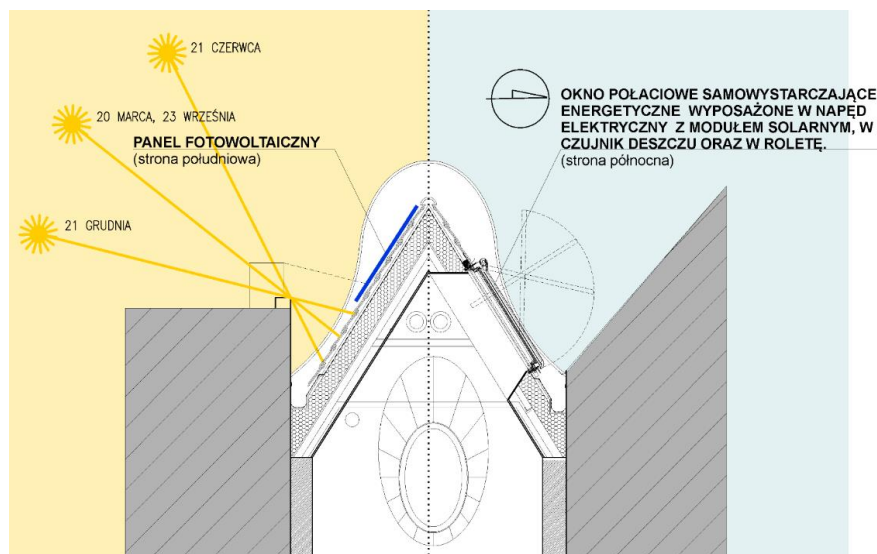 21 CZERWCA
20 MARCA, 23 WRZEŚNIA
PANEL FOTOWOLTAICZNY
(strona południowa)
21 GRUDNIA
OKNO POŁACIOWE SAMOWYSTARCZAJĄCE
ENERGETYCZNE WYPOSAŻONE W NAPĘD
ELEKTRYCZNY Z MODUŁEM SOLARNYM, W
CZUJNIK DESZCZU ORAZ W ROLETĘ.
(strona północna)